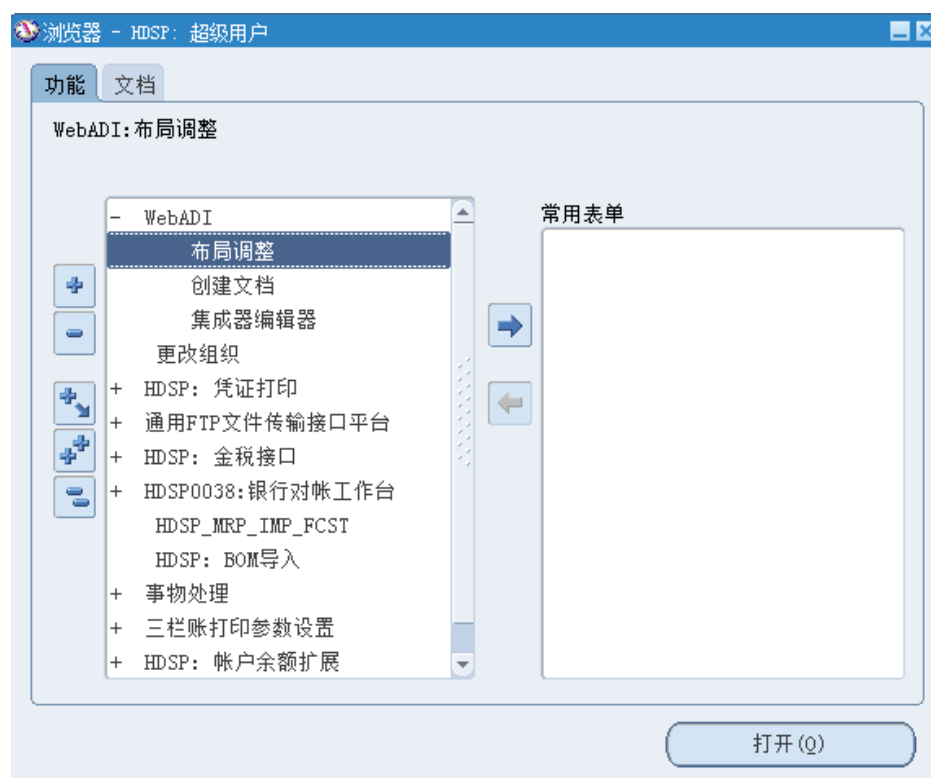 浏览器 - HDSP: 超级用户
功能 文档
WebADI:布局调整
常用表单
- WebADI
布局调整
创建文档
集成器编辑器
更改组织
+ HDSP: 凭证打印
+ 通用FTP文件传输接口平台
+ HDSP: 金税接口
+ HDSP0038:银行对帐工作台
HDSP_MRP_IMP_FCST
HDSP: BOM导入
+ 事物处理
+ 三栏账打印参数设置
+ HDSP: 帐户余额扩展
打开(O)